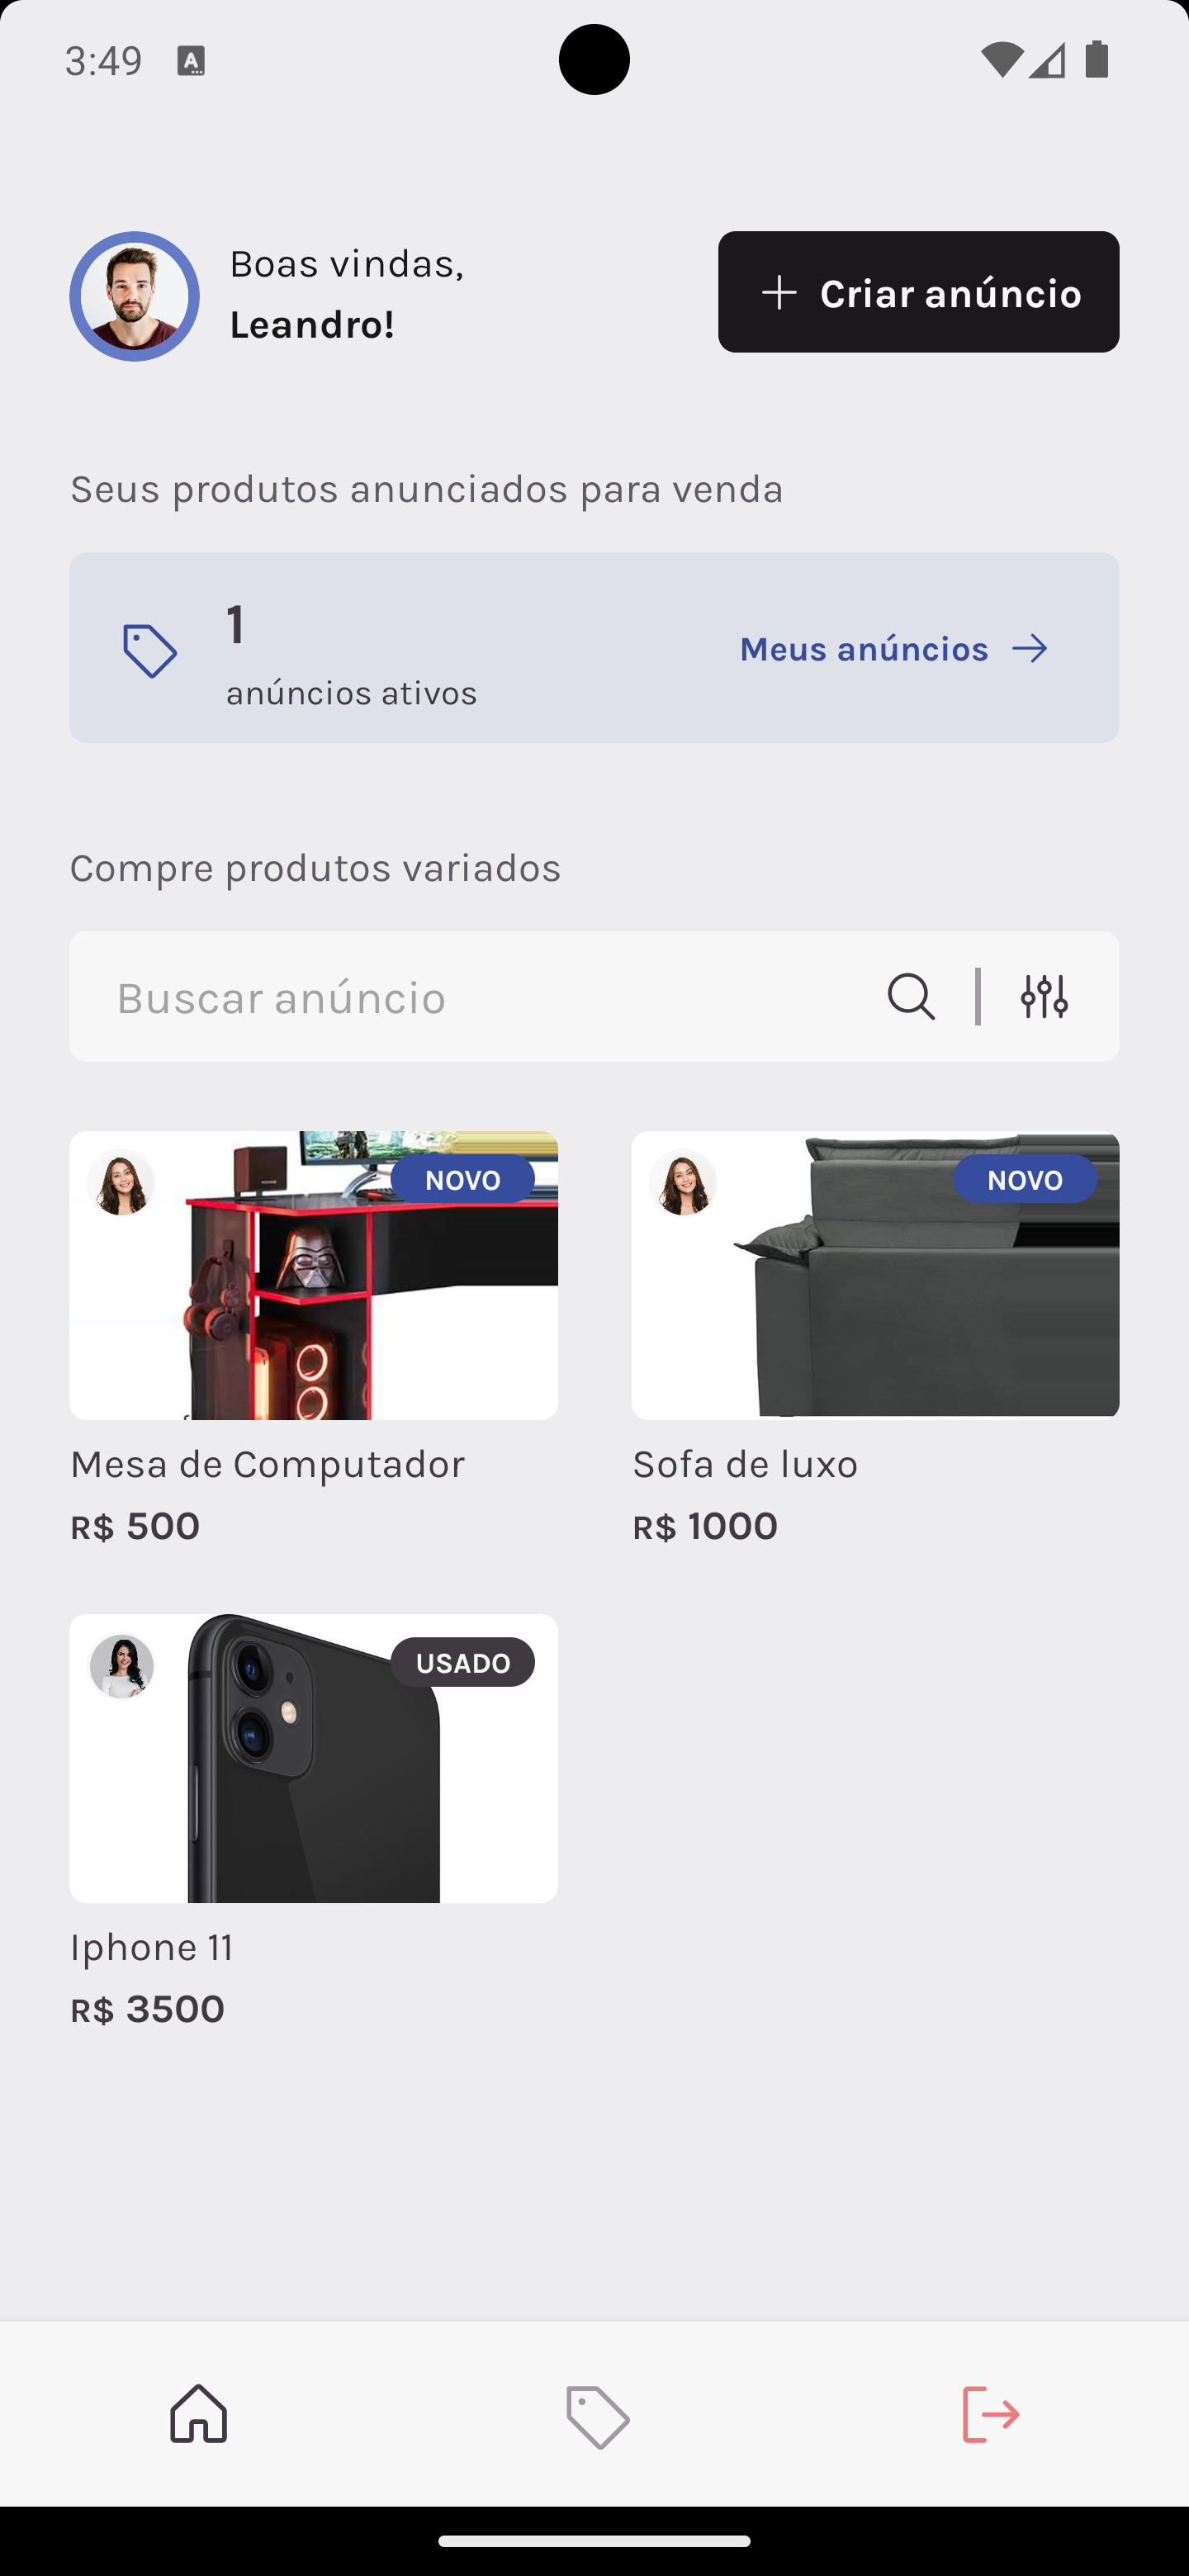 3:49
A
Boas vindas,
Leandro!
Criar anúncio
Seus produtos anunciados para venda
1
anúncios ativos
Meus anúncios
Compre produtos variados
Buscar anúncio
NOVO
NOVO
Mesa de Computador
Sofa de luxo
R$ 500
R$ 1000
USADO
Iphone 11
R$ 3500